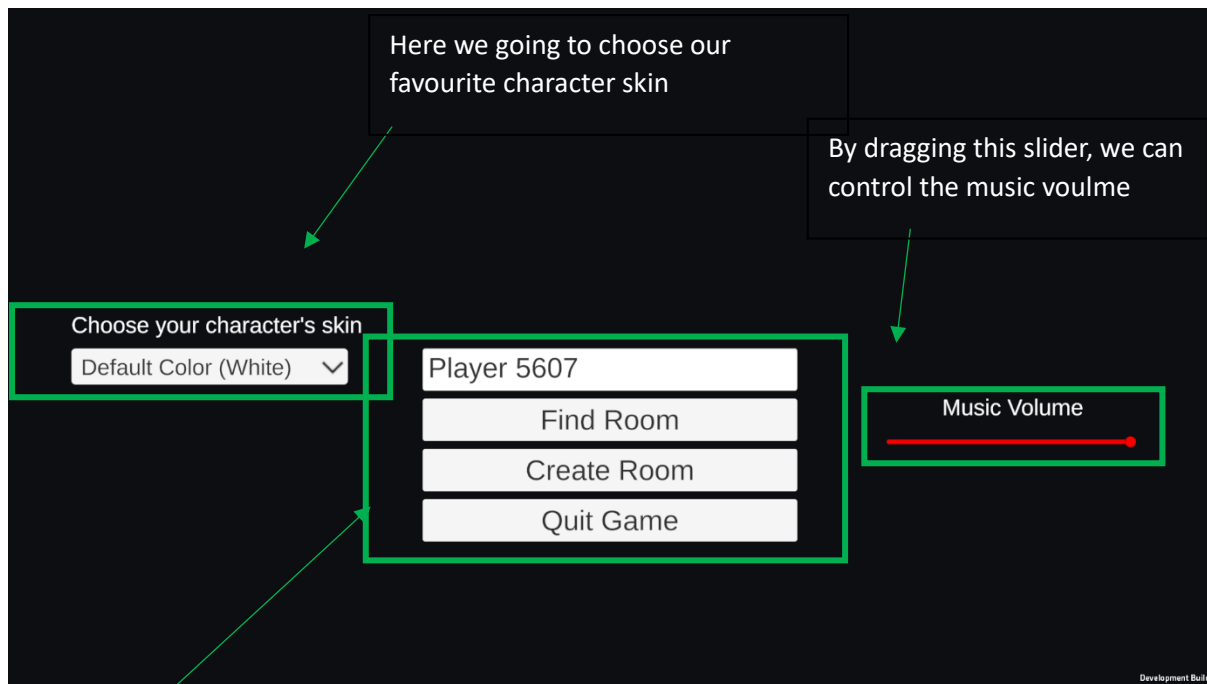 Here we going to choose our
favourite character skin
By dragging this slider, we can
control the music voulme
Choose your character's skin
Default Color (White)
Player 5607
Find Room
Create Room
Quit Game
Music Volume
Development Build